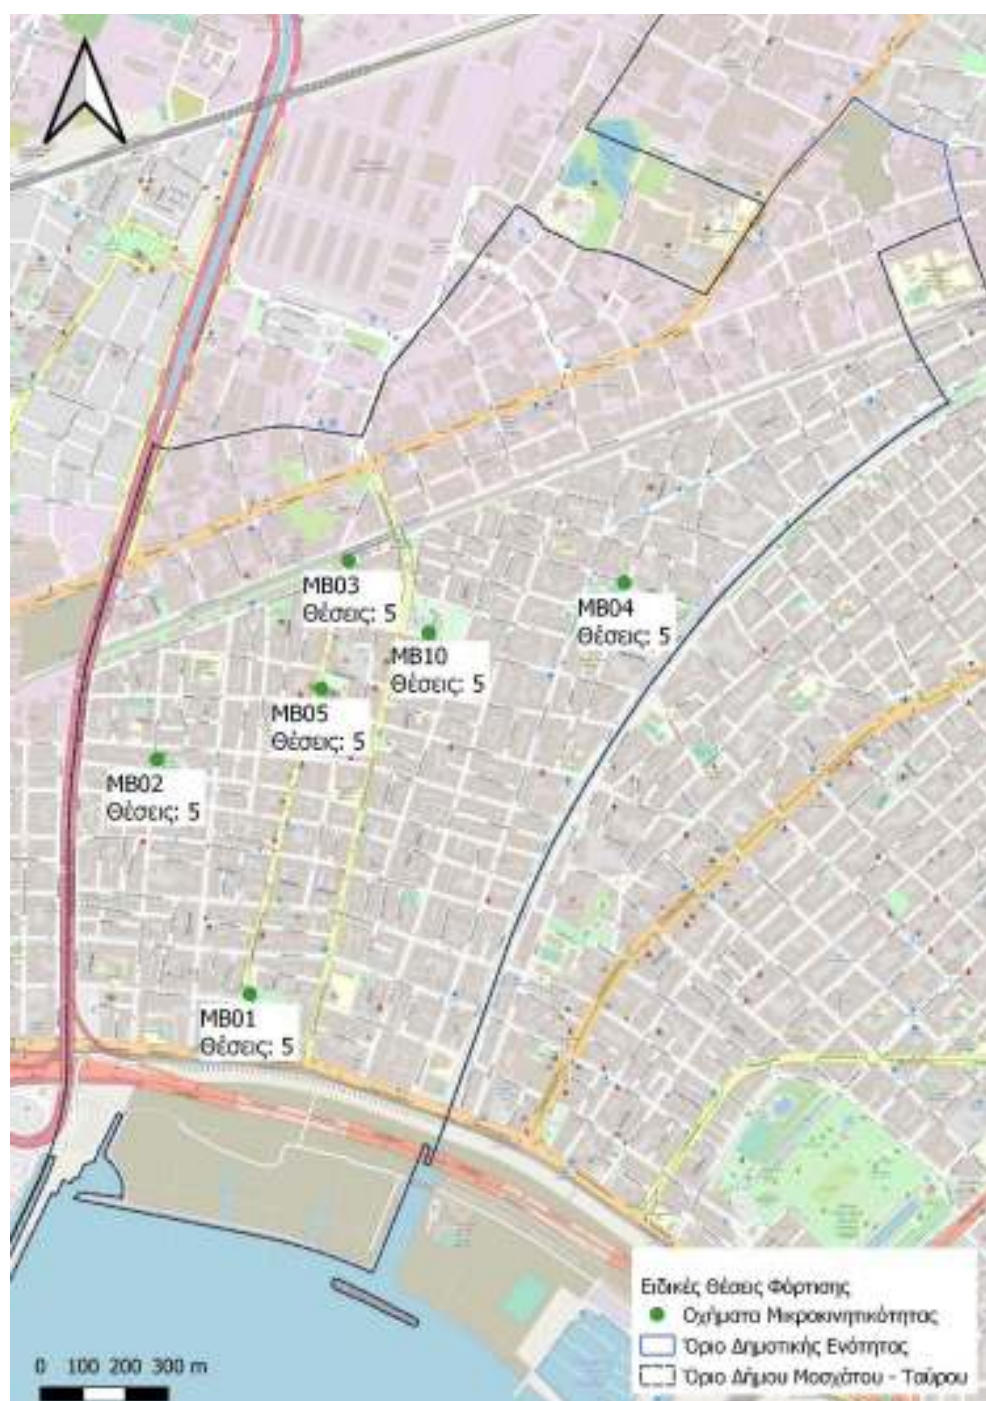 MB03
Θέσεις: 5
MB04
Θέσεις: 5
MB10
Θέσεις: 5
MB05
Θέσεις: 5
MB02
Θέσεις: 5
MB01
Θέσεις: 5
Ειδικές Θέσεις Φόρτισης
Οχήματα Μικροκινητικότητας
Όριο Δημοτικής Ενότητας
Όριο Δήμου Μοσχάτου - Ταύρου
0 100 200 300 m